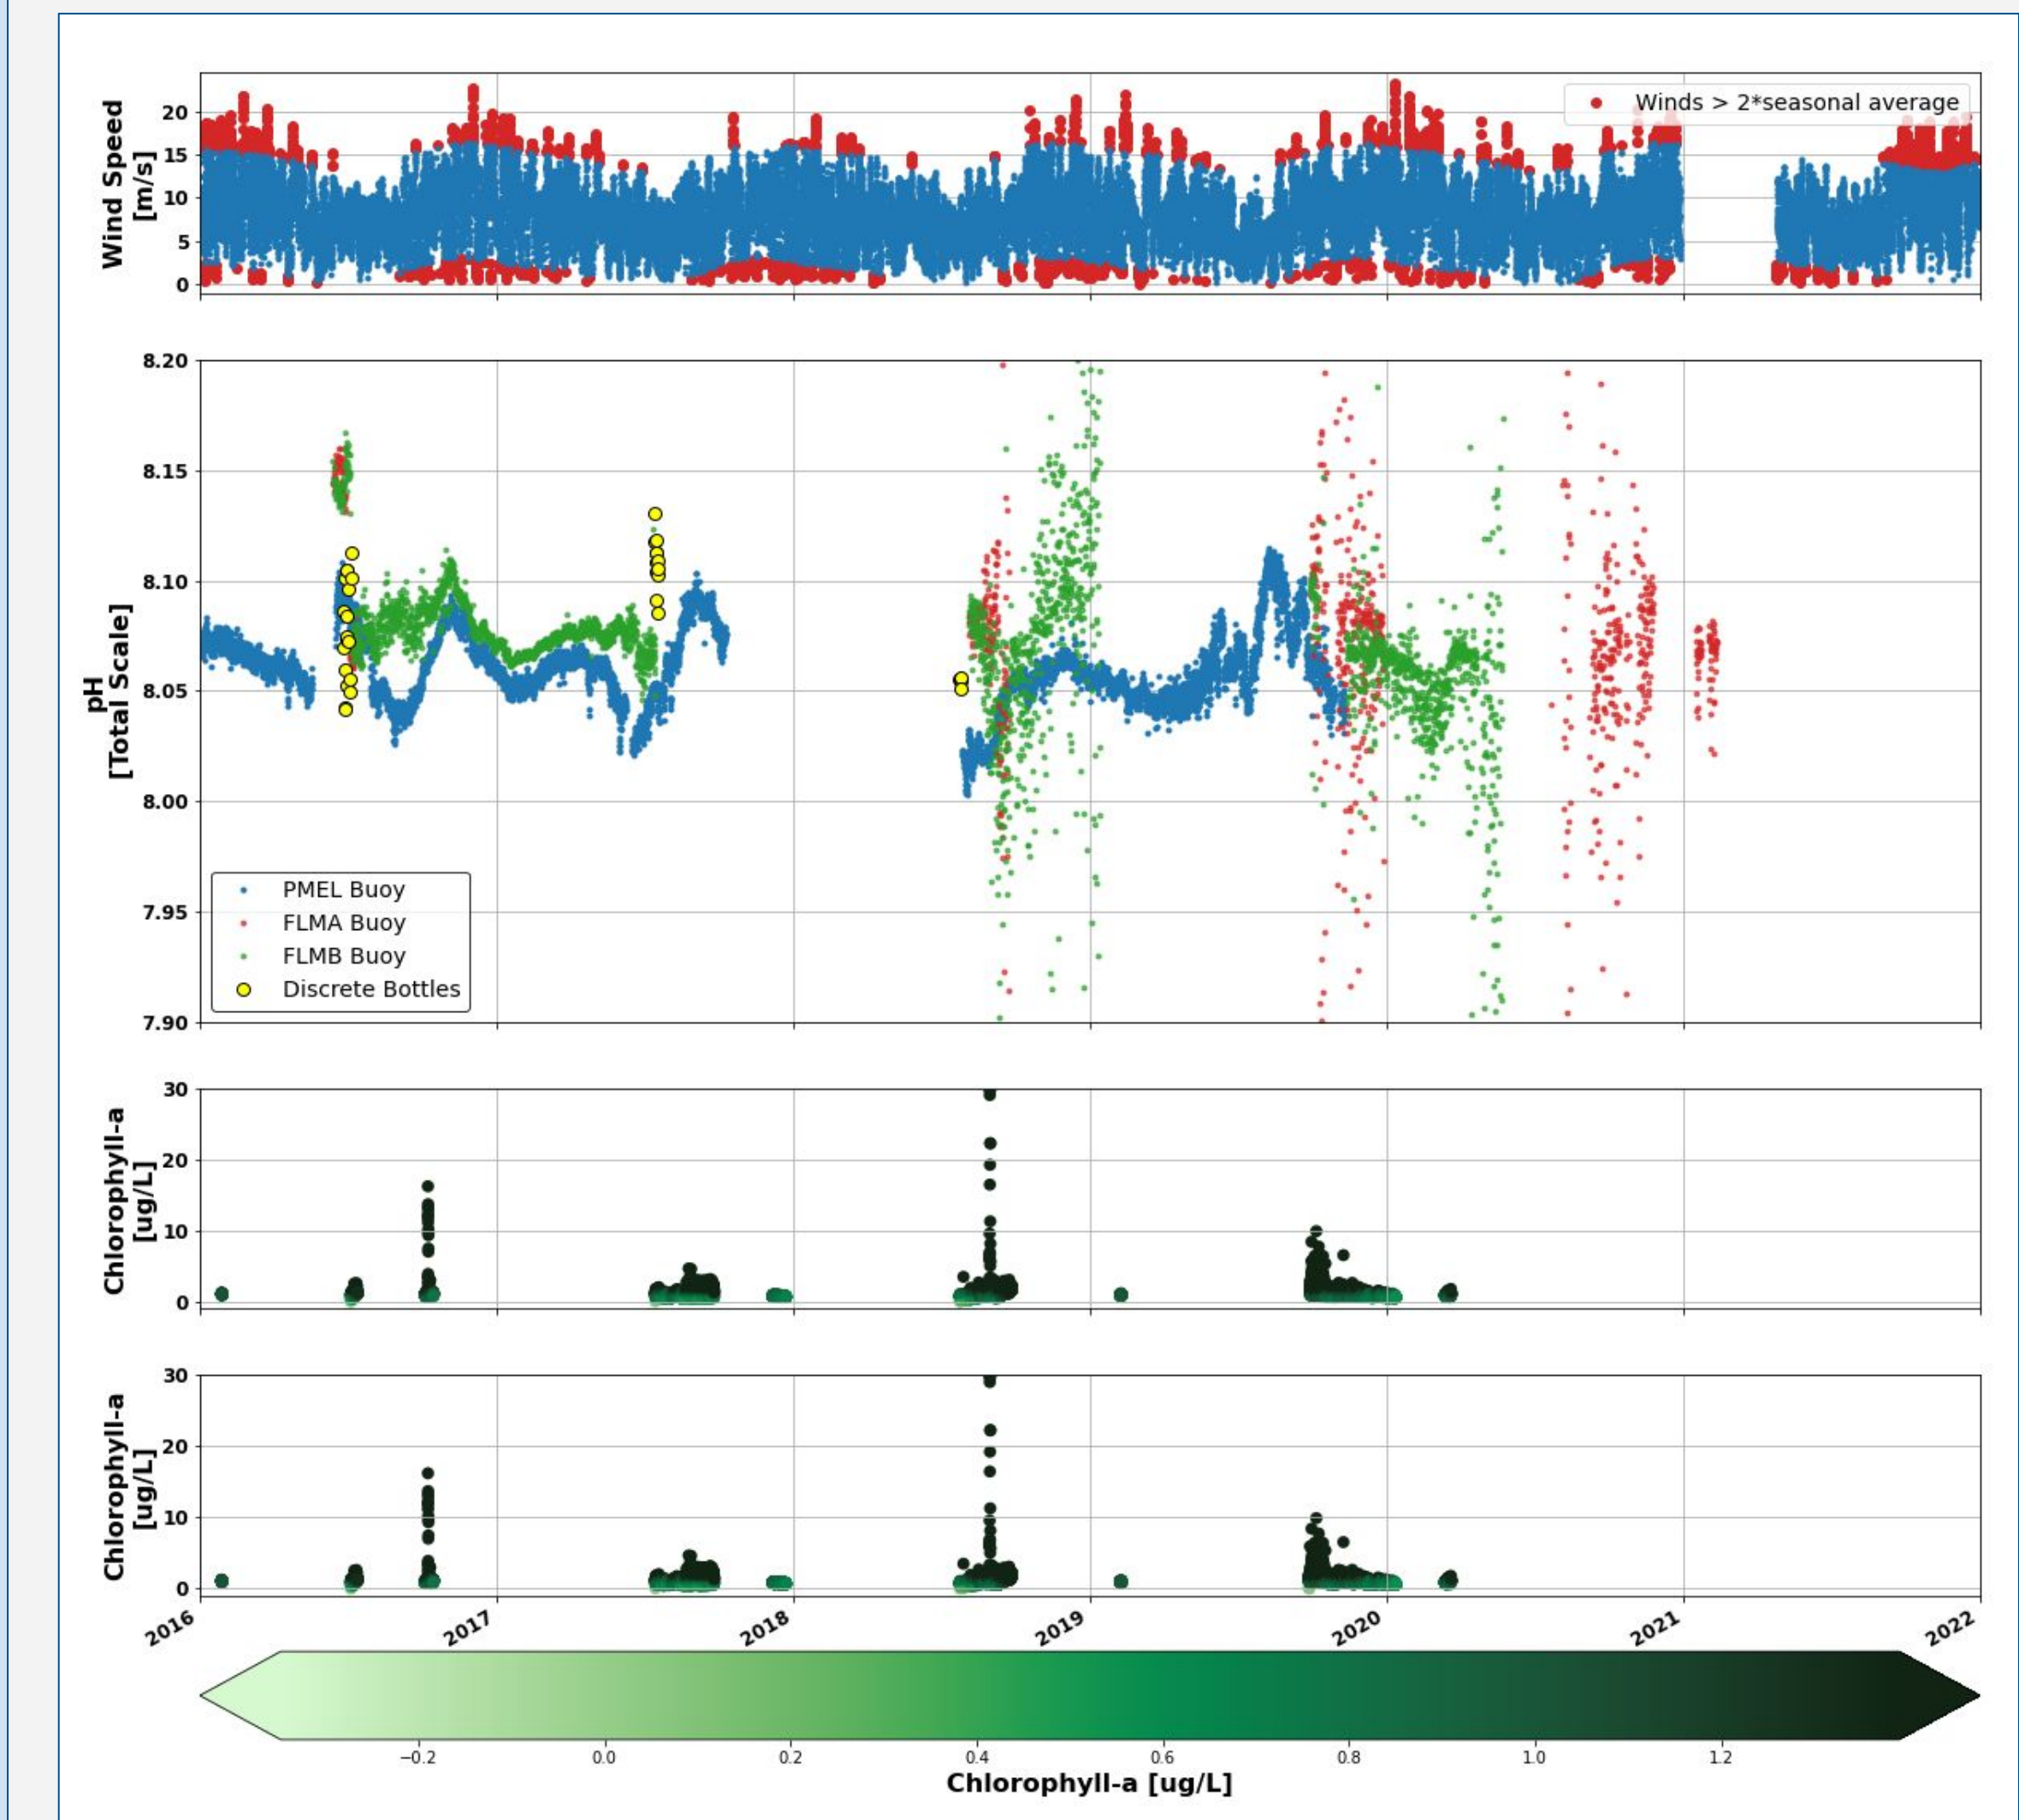 Wind Speed
[m/s]
20
15
10
5
0
Winds > 2*seasonal average
pH
[Total Scale]
8.20
8.15
8.10
8.05
8.00
7.95
7.90
PMEL Buoy
FLMA Buoy
FLMB Buoy
Discrete Bottles
Chlorophyll-a
[ug/L]
30
20
10
0
Chlorophyll-a
[ug/L]
30
20
10
0
2016 2017 2018 2019 2020 2021 2022
−0.2 0.0 0.2 0.4 0.6 0.8 1.0 1.2
Chlorophyll-a [ug/L]